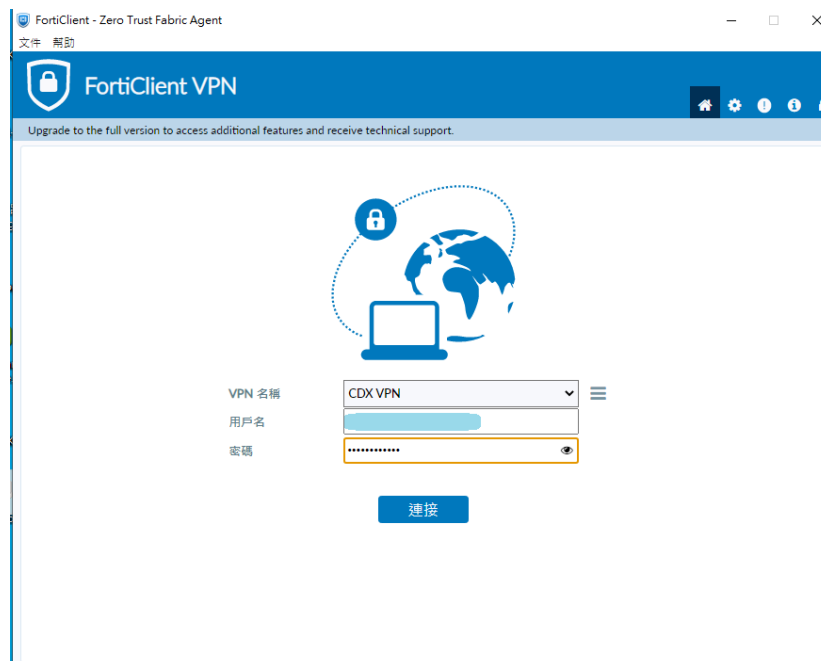 FortiClient - Zero Trust Fabric Agent
文件 幫助
FortiClient VPN
Upgrade to the full version to access additional features and receive technical support.
VPN 名稱 CDX VPN
用戶名
密碼 ••••••••••••
連接